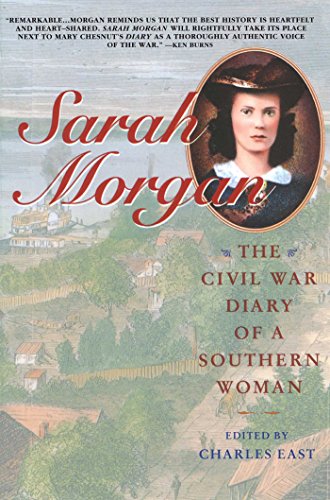 "REMARKABLE...MORGAN REMINDS US THAT THE BEST HISTORY IS HEARTFELT
AND HEART-SHARED. SARAH MORGAN WILL RIGHTFULLY TAKE ITS PLACE
NEXT TO MARY CHESNUT'S DIARY AS A THOROUGHLY AUTHENTIC VOICE
OF THE WAR." —KEN BURNS
Sarah
Morgan
THE
CIVIL WAR
DIARY
OF A
SOUTHERN
WOMAN
EDITED BY
CHARLES EAST